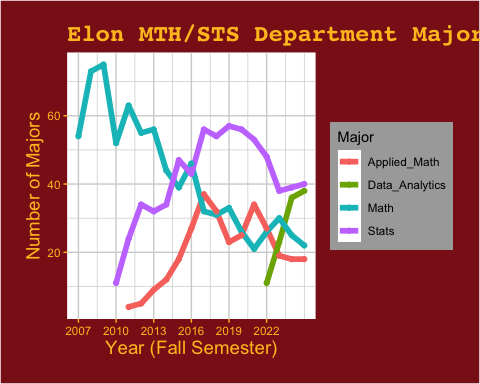 Elon MTH/STS Department Major
Number of Majors
60
40
20
2007 2010 2013 2016 2019 2022
Year (Fall Semester)
Major
Applied_Math
Data_Analytics
Math
Stats